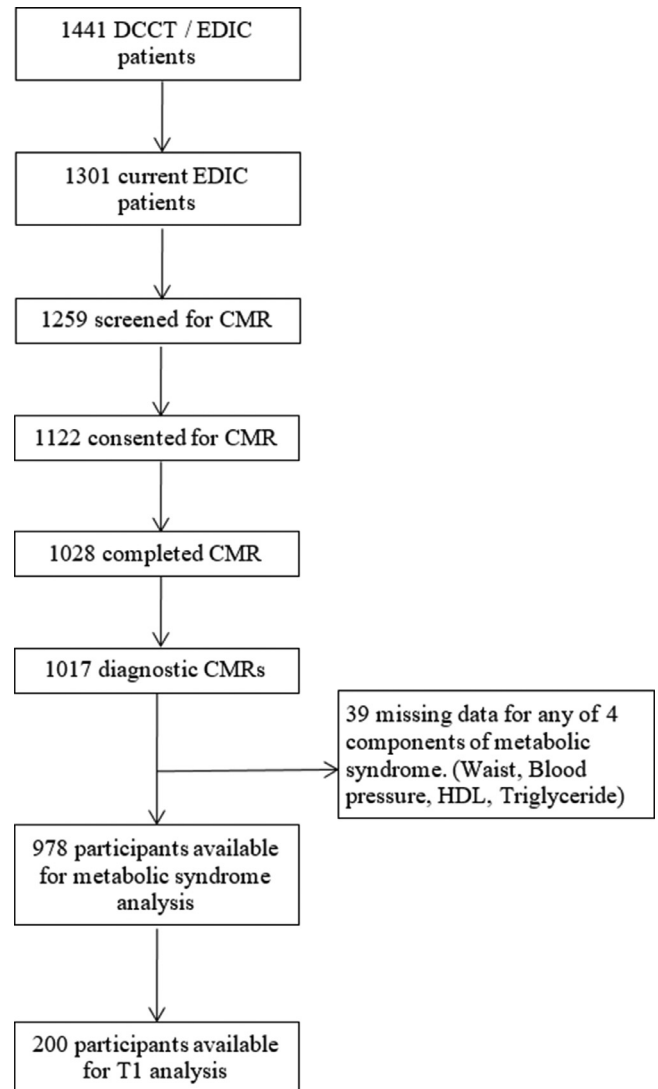 1441 DCCT / EDIC
patients
1301 current EDIC
patients
1259 screened for CMR
1122 consented for CMR
1028 completed CMR
1017 diagnostic CMRs
39 missing data for any of 4
components of metabolic
syndrome. (Waist, Blood
pressure, HDL, Triglyceride)
978 participants available
for metabolic syndrome
analysis
200 participants available
for T1 analysis